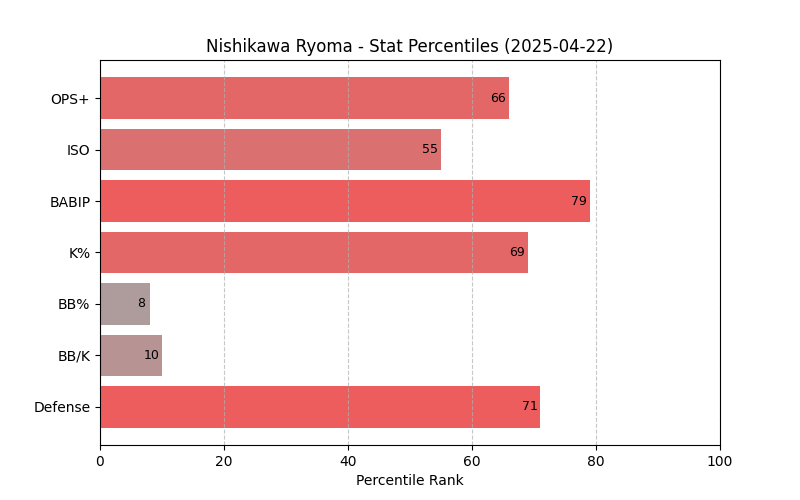 Nishikawa Ryoma - Stat Percentiles (2025-04-22)
OPS+ 66
ISO 55
BABIP 79
K% 69
BB% 8
BB/K 10
Defense 71
0 20 40 60 80 100
Percentile Rank